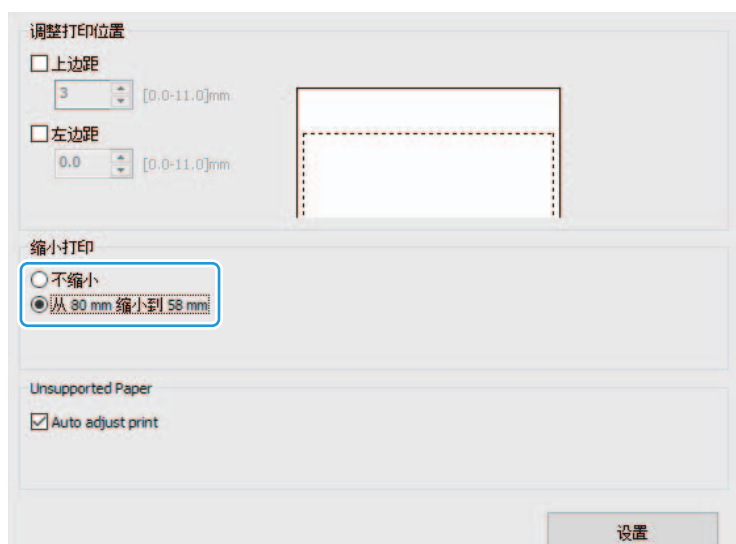 调整打印位置
上边距
3 [0.0-11.0]mm
左边距
0.0 [0.0-11.0]mm
缩小打印
不缩小
从 80 mm 缩小到 58 mm
Unsupported Paper
Auto adjust print
设置